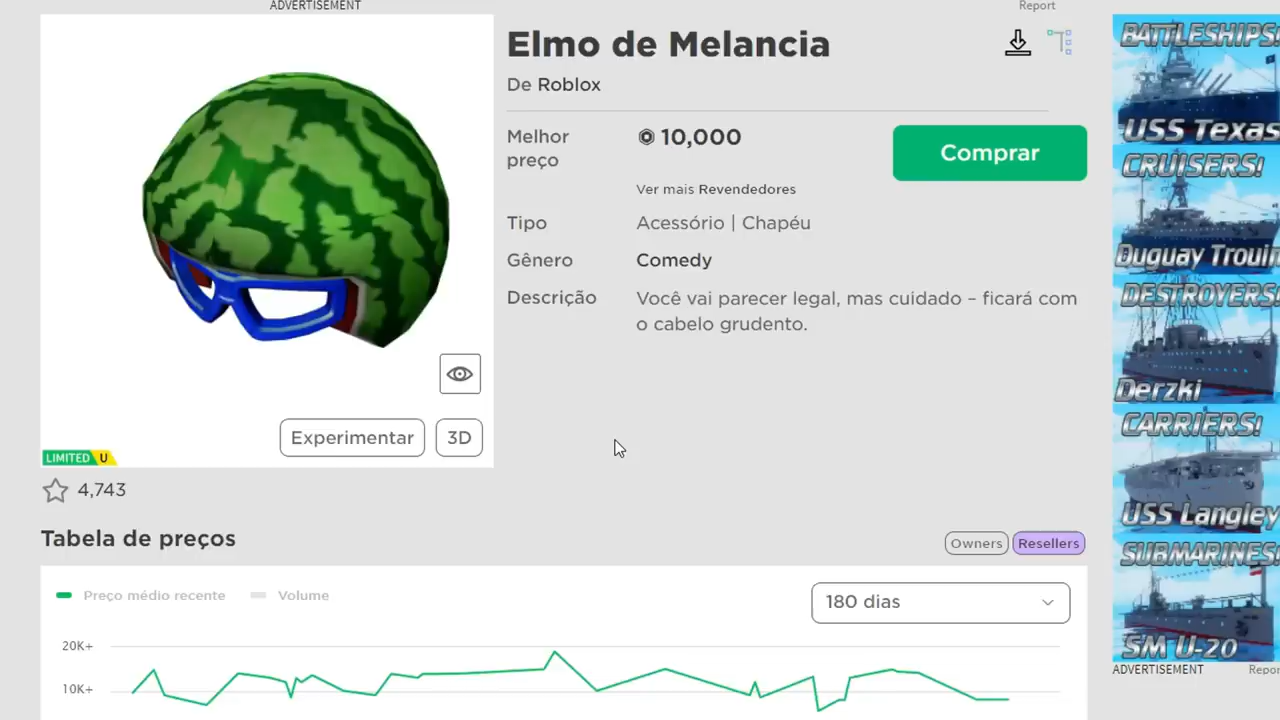 ADVERTISEMENT
Report
Elmo de Melancia
De Roblox
Melhor preço
10,000
Comprar
Ver mais Revendedores
Tipo
Acessório | Chapéu
Gênero
Comedy
Descrição
Você vai parecer legal, mas cuidado – ficará com
o cabelo grudento.
Experimentar
3D
LIMITED U
4,743
Tabela de preços
Owners
Resellers
Preço médio recente
Volume
180 dias
20K+
10K+
BATTLESHIPS!
USS Texas
CRUISERS!
Duguay Trouin
DESTROYERS!
Derzki
CARRIERS!
USS Langley
SUBMARINES!
SM U-20
ADVERTISEMENT
Repor